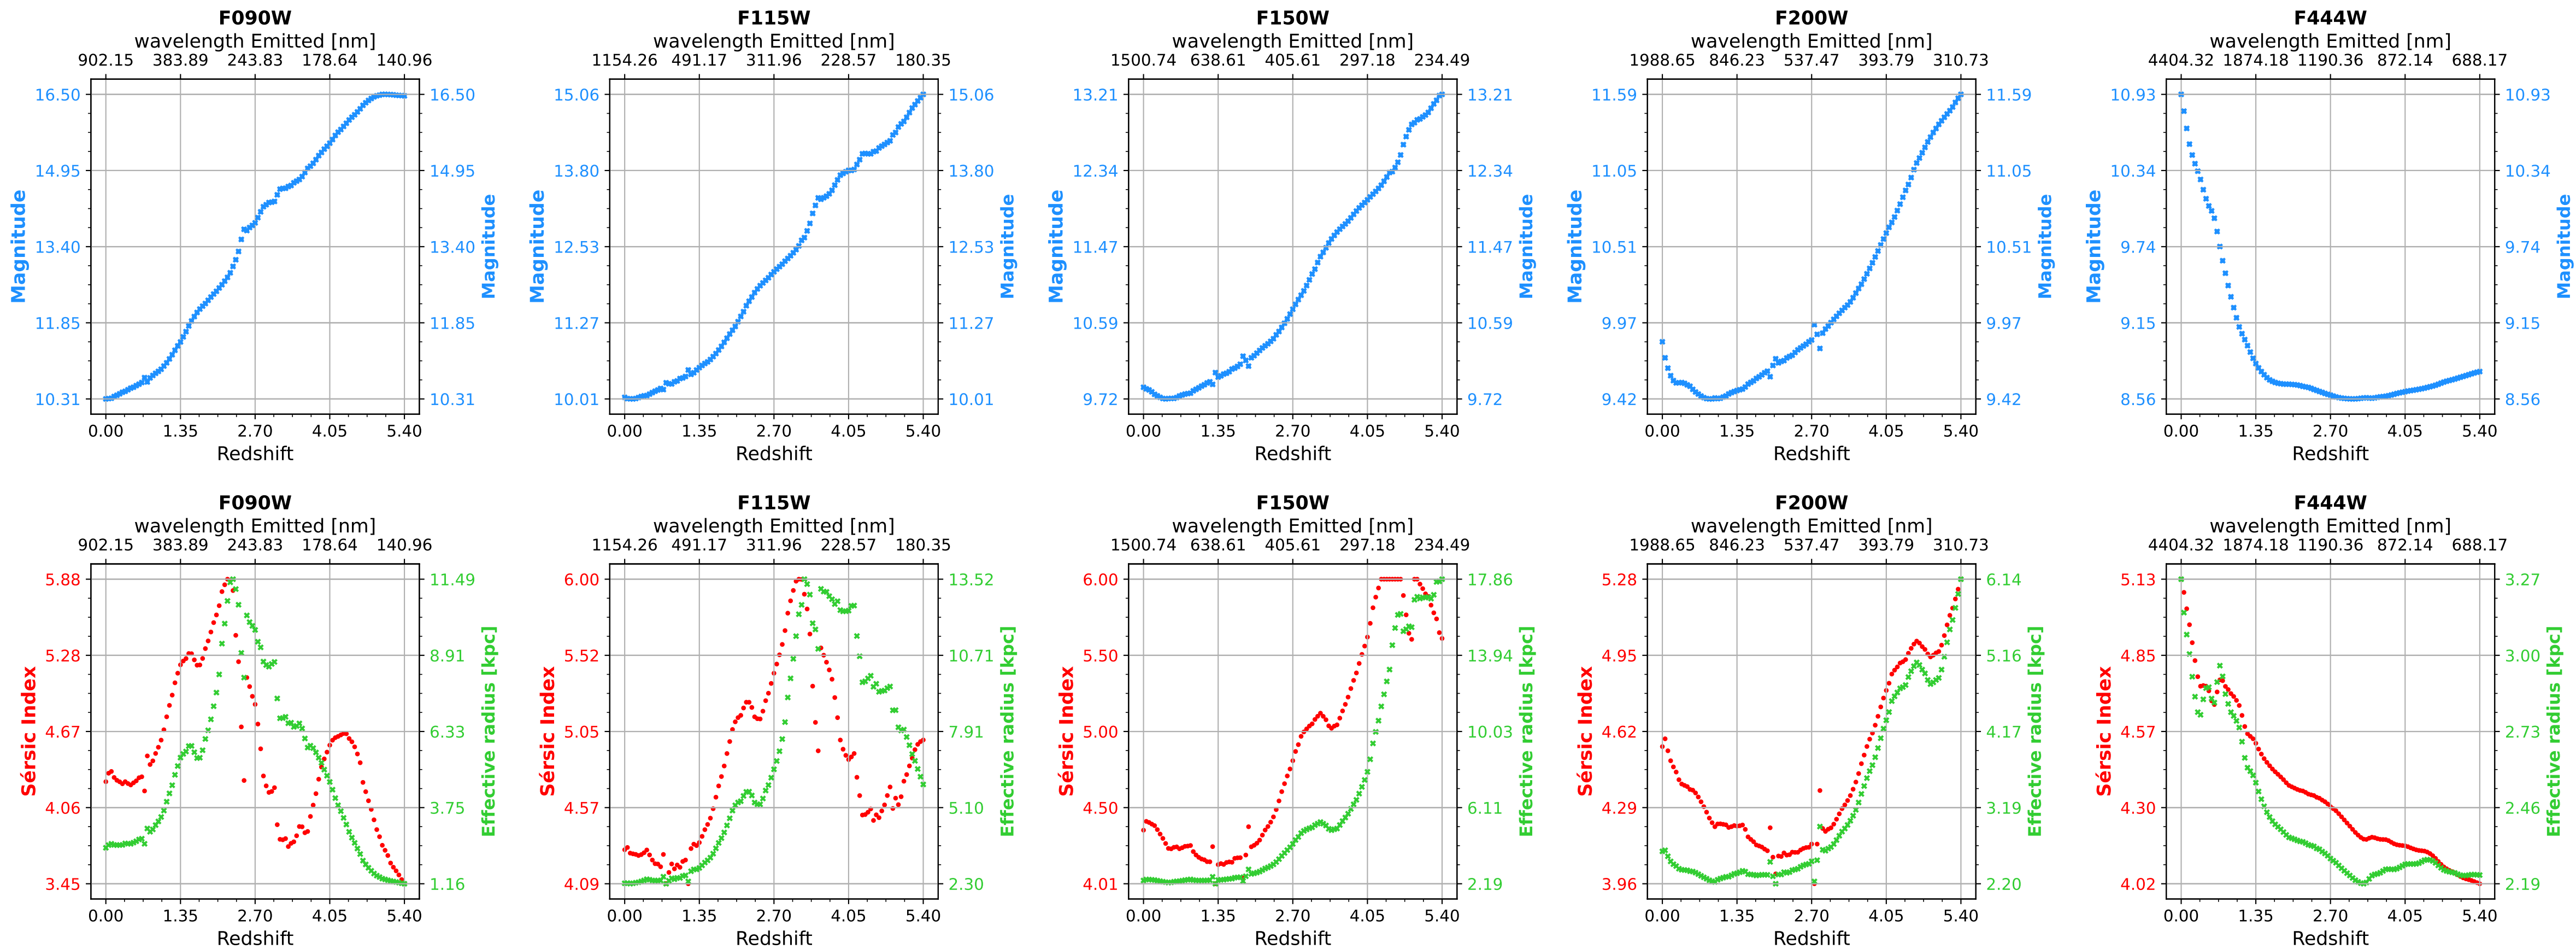 F090W
wavelength Emitted [nm]
902.15 383.89 243.83 178.64 140.96
16.50 14.95 13.40 11.85 10.31
Magnitude
16.50 14.95 13.40 11.85 10.31
Magnitude
0.00 1.35 2.70 4.05 5.40
Redshift
F115W
wavelength Emitted [nm]
1154.26 491.17 311.96 228.57 180.35
15.06 13.80 12.53 11.27 10.01
Magnitude
15.06 13.80 12.53 11.27 10.01
Magnitude
0.00 1.35 2.70 4.05 5.40
Redshift
F150W
wavelength Emitted [nm]
1500.74 638.61 405.61 297.18 234.49
13.21 12.34 11.47 10.59 9.72
Magnitude
13.21 12.34 11.47 10.59 9.72
Magnitude
0.00 1.35 2.70 4.05 5.40
Redshift
F200W
wavelength Emitted [nm]
1988.65 846.23 537.47 393.79 310.73
11.59 11.05 10.51 9.97 9.42
Magnitude
11.59 11.05 10.51 9.97 9.42
Magnitude
0.00 1.35 2.70 4.05 5.40
Redshift
F444W
wavelength Emitted [nm]
4404.32 1874.18 1190.36 872.14 688.17
10.93 10.34 9.74 9.15 8.56
Magnitude
10.93 10.34 9.74 9.15 8.56
Magnitude
0.00 1.35 2.70 4.05 5.40
Redshift
F090W
wavelength Emitted [nm]
902.15 383.89 243.83 178.64 140.96
5.88 5.28 4.67 4.06 3.45
Sérsic Index
11.49 8.91 6.33 3.75 1.16
Effective radius [kpc]
0.00 1.35 2.70 4.05 5.40
Redshift
F115W
wavelength Emitted [nm]
1154.26 491.17 311.96 228.57 180.35
6.00 5.52 5.05 4.57 4.09
Sérsic Index
13.52 10.71 7.91 5.10 2.30
Effective radius [kpc]
0.00 1.35 2.70 4.05 5.40
Redshift
F150W
wavelength Emitted [nm]
1500.74 638.61 405.61 297.18 234.49
6.00 5.50 5.00 4.50 4.01
Sérsic Index
17.86 13.94 10.03 6.11 2.19
Effective radius [kpc]
0.00 1.35 2.70 4.05 5.40
Redshift
F200W
wavelength Emitted [nm]
1988.65 846.23 537.47 393.79 310.73
5.28 4.95 4.62 4.29 3.96
Sérsic Index
6.14 5.16 4.17 3.19 2.20
Effective radius [kpc]
0.00 1.35 2.70 4.05 5.40
Redshift
F444W
wavelength Emitted [nm]
4404.32 1874.18 1190.36 872.14 688.17
5.13 4.85 4.57 4.30 4.02
Sérsic Index
3.27 3.00 2.73 2.46 2.19
Effective radius [kpc]
0.00 1.35 2.70 4.05 5.40
Redshift